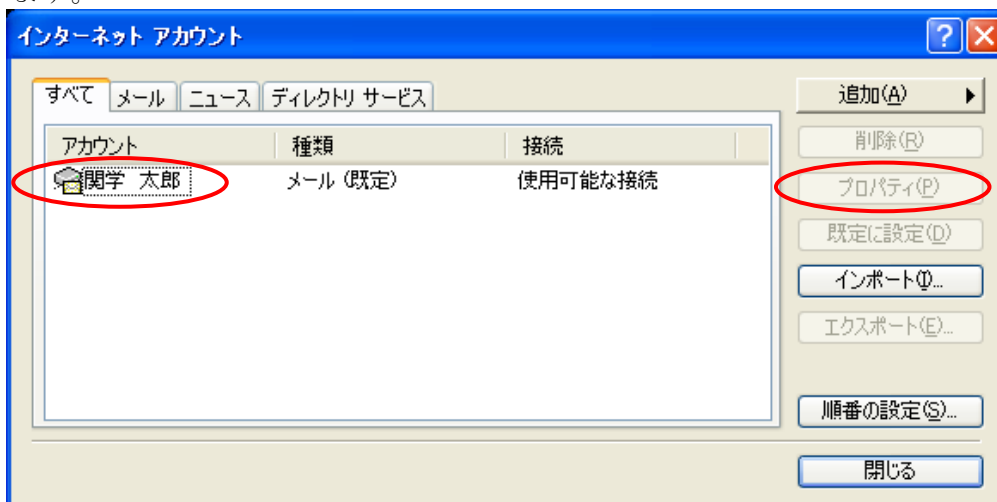 ます。
インターネット アカウント
すべて メール ニュース ディレクトリ サービス
アカウント 種類 接続
関学 太郎 メール (既定) 使用可能な接続
追加(A)
削除(R)
プロパティ(P)
既定に設定(D)
インポート(I)...
エクスポート(E)...
順番の設定(S)...
閉じる